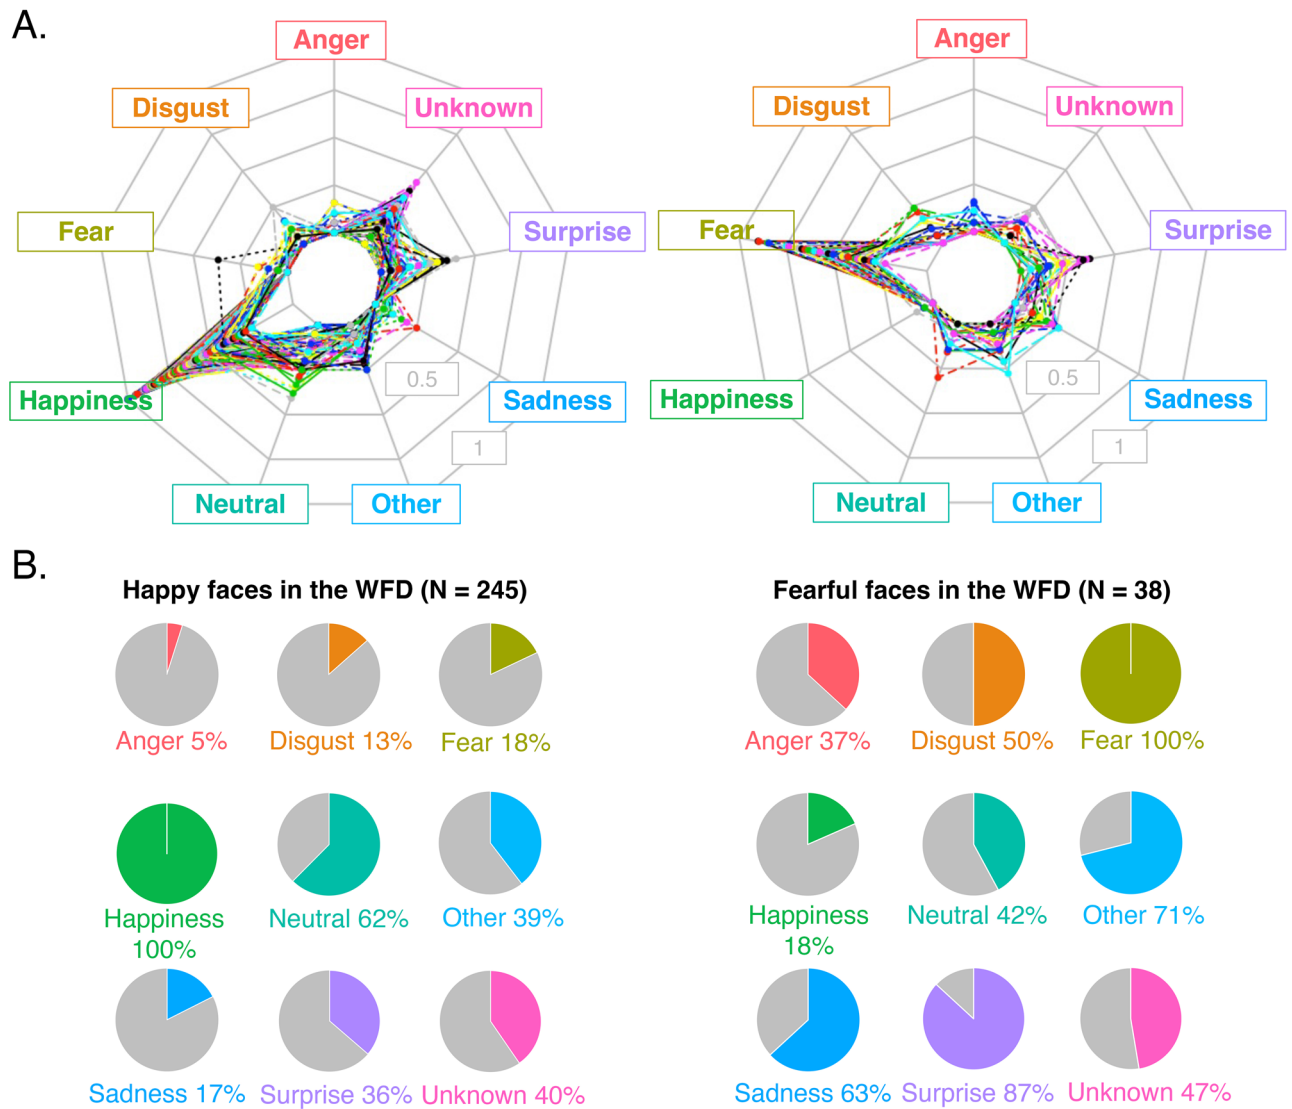 A.
Anger
Anger
Disgust
Unknown
Disgust
Unknown
Fear
Surprise
Fear
Surprise
0.5
0.5
Happiness
Sadness
Happiness
Sadness
1
1
Neutral
Other
Neutral
Other
B.
Happy faces in the WFD (N = 245)
Fearful faces in the WFD (N = 38)
Anger 5%
Disgust 13%
Fear 18%
Anger 37%
Disgust 50%
Fear 100%
Happiness
100%
Neutral 62%
Other 39%
Happiness
18%
Neutral 42%
Other 71%
Sadness 17%
Surprise 36%
Unknown 40%
Sadness 63%
Surprise 87%
Unknown 47%